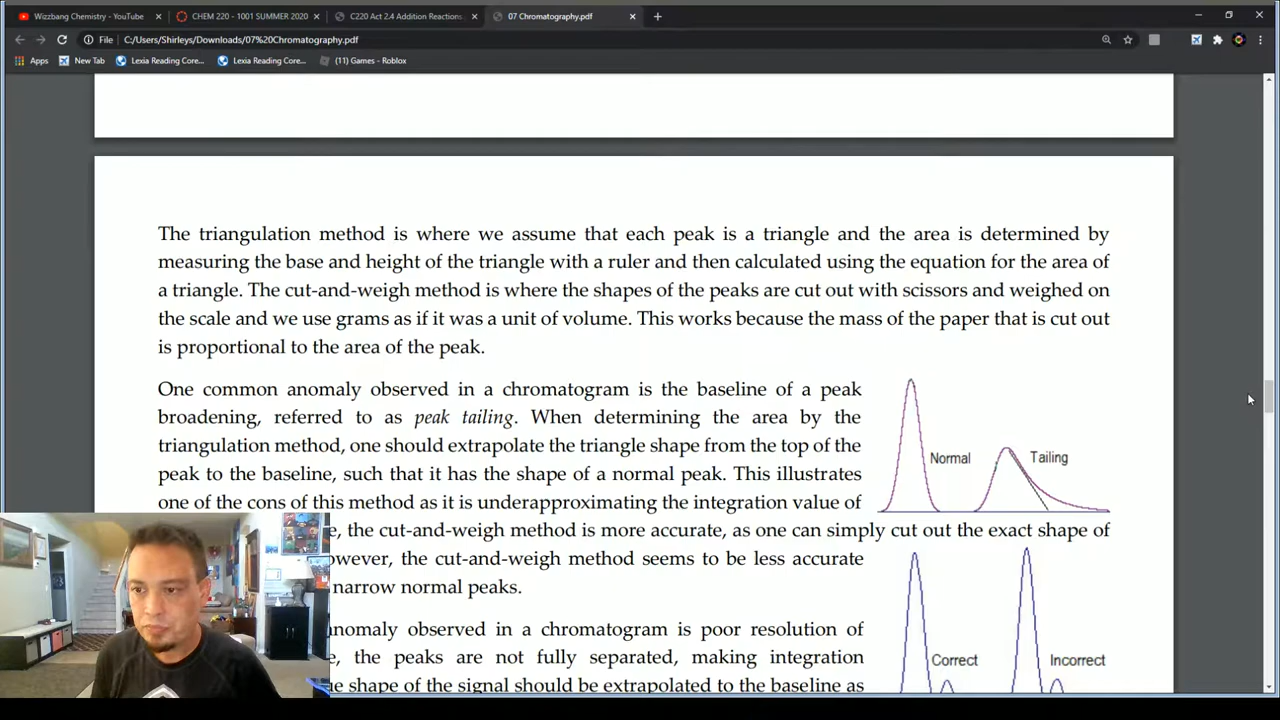 Wizzbang Chemistry - YouTube
CHEM 220 - 1001 SUMMER 2020
C220 Act 2.4 Addition Reactions
07 Chromatography.pdf
File
C:/Users/Shirleys/Downloads/07%20Chromatography.pdf
Apps
New Tab
Lexia Reading Core...
Lexia Reading Core...
(11) Games - Roblox
The triangulation method is where we assume that each peak is a triangle and the area is determined by
measuring the base and height of the triangle with a ruler and then calculated using the equation for the area of
a triangle. The cut-and-weigh method is where the shapes of the peaks are cut out with scissors and weighed on
the scale and we use grams as if it was a unit of volume. This works because the mass of the paper that is cut out
is proportional to the area of the peak.
One common anomaly observed in a chromatogram is the baseline of a peak
broadening, referred to as peak tailing. When determining the area by the
triangulation method, one should extrapolate the triangle shape from the top of the
peak to the baseline, such that it has the shape of a normal peak. This illustrates
one of the cons of this method as it is underapproximating the integration value of
the cut-and-weigh method is more accurate, as one can simply cut out the exact shape of
the cut-and-weigh method seems to be less accurate
narrow normal peaks.
Normal
Tailing
observed in a chromatogram is poor resolution of
the peaks are not fully separated, making integration
shape of the signal should be extrapolated to the baseline as
Correct
Incorrect